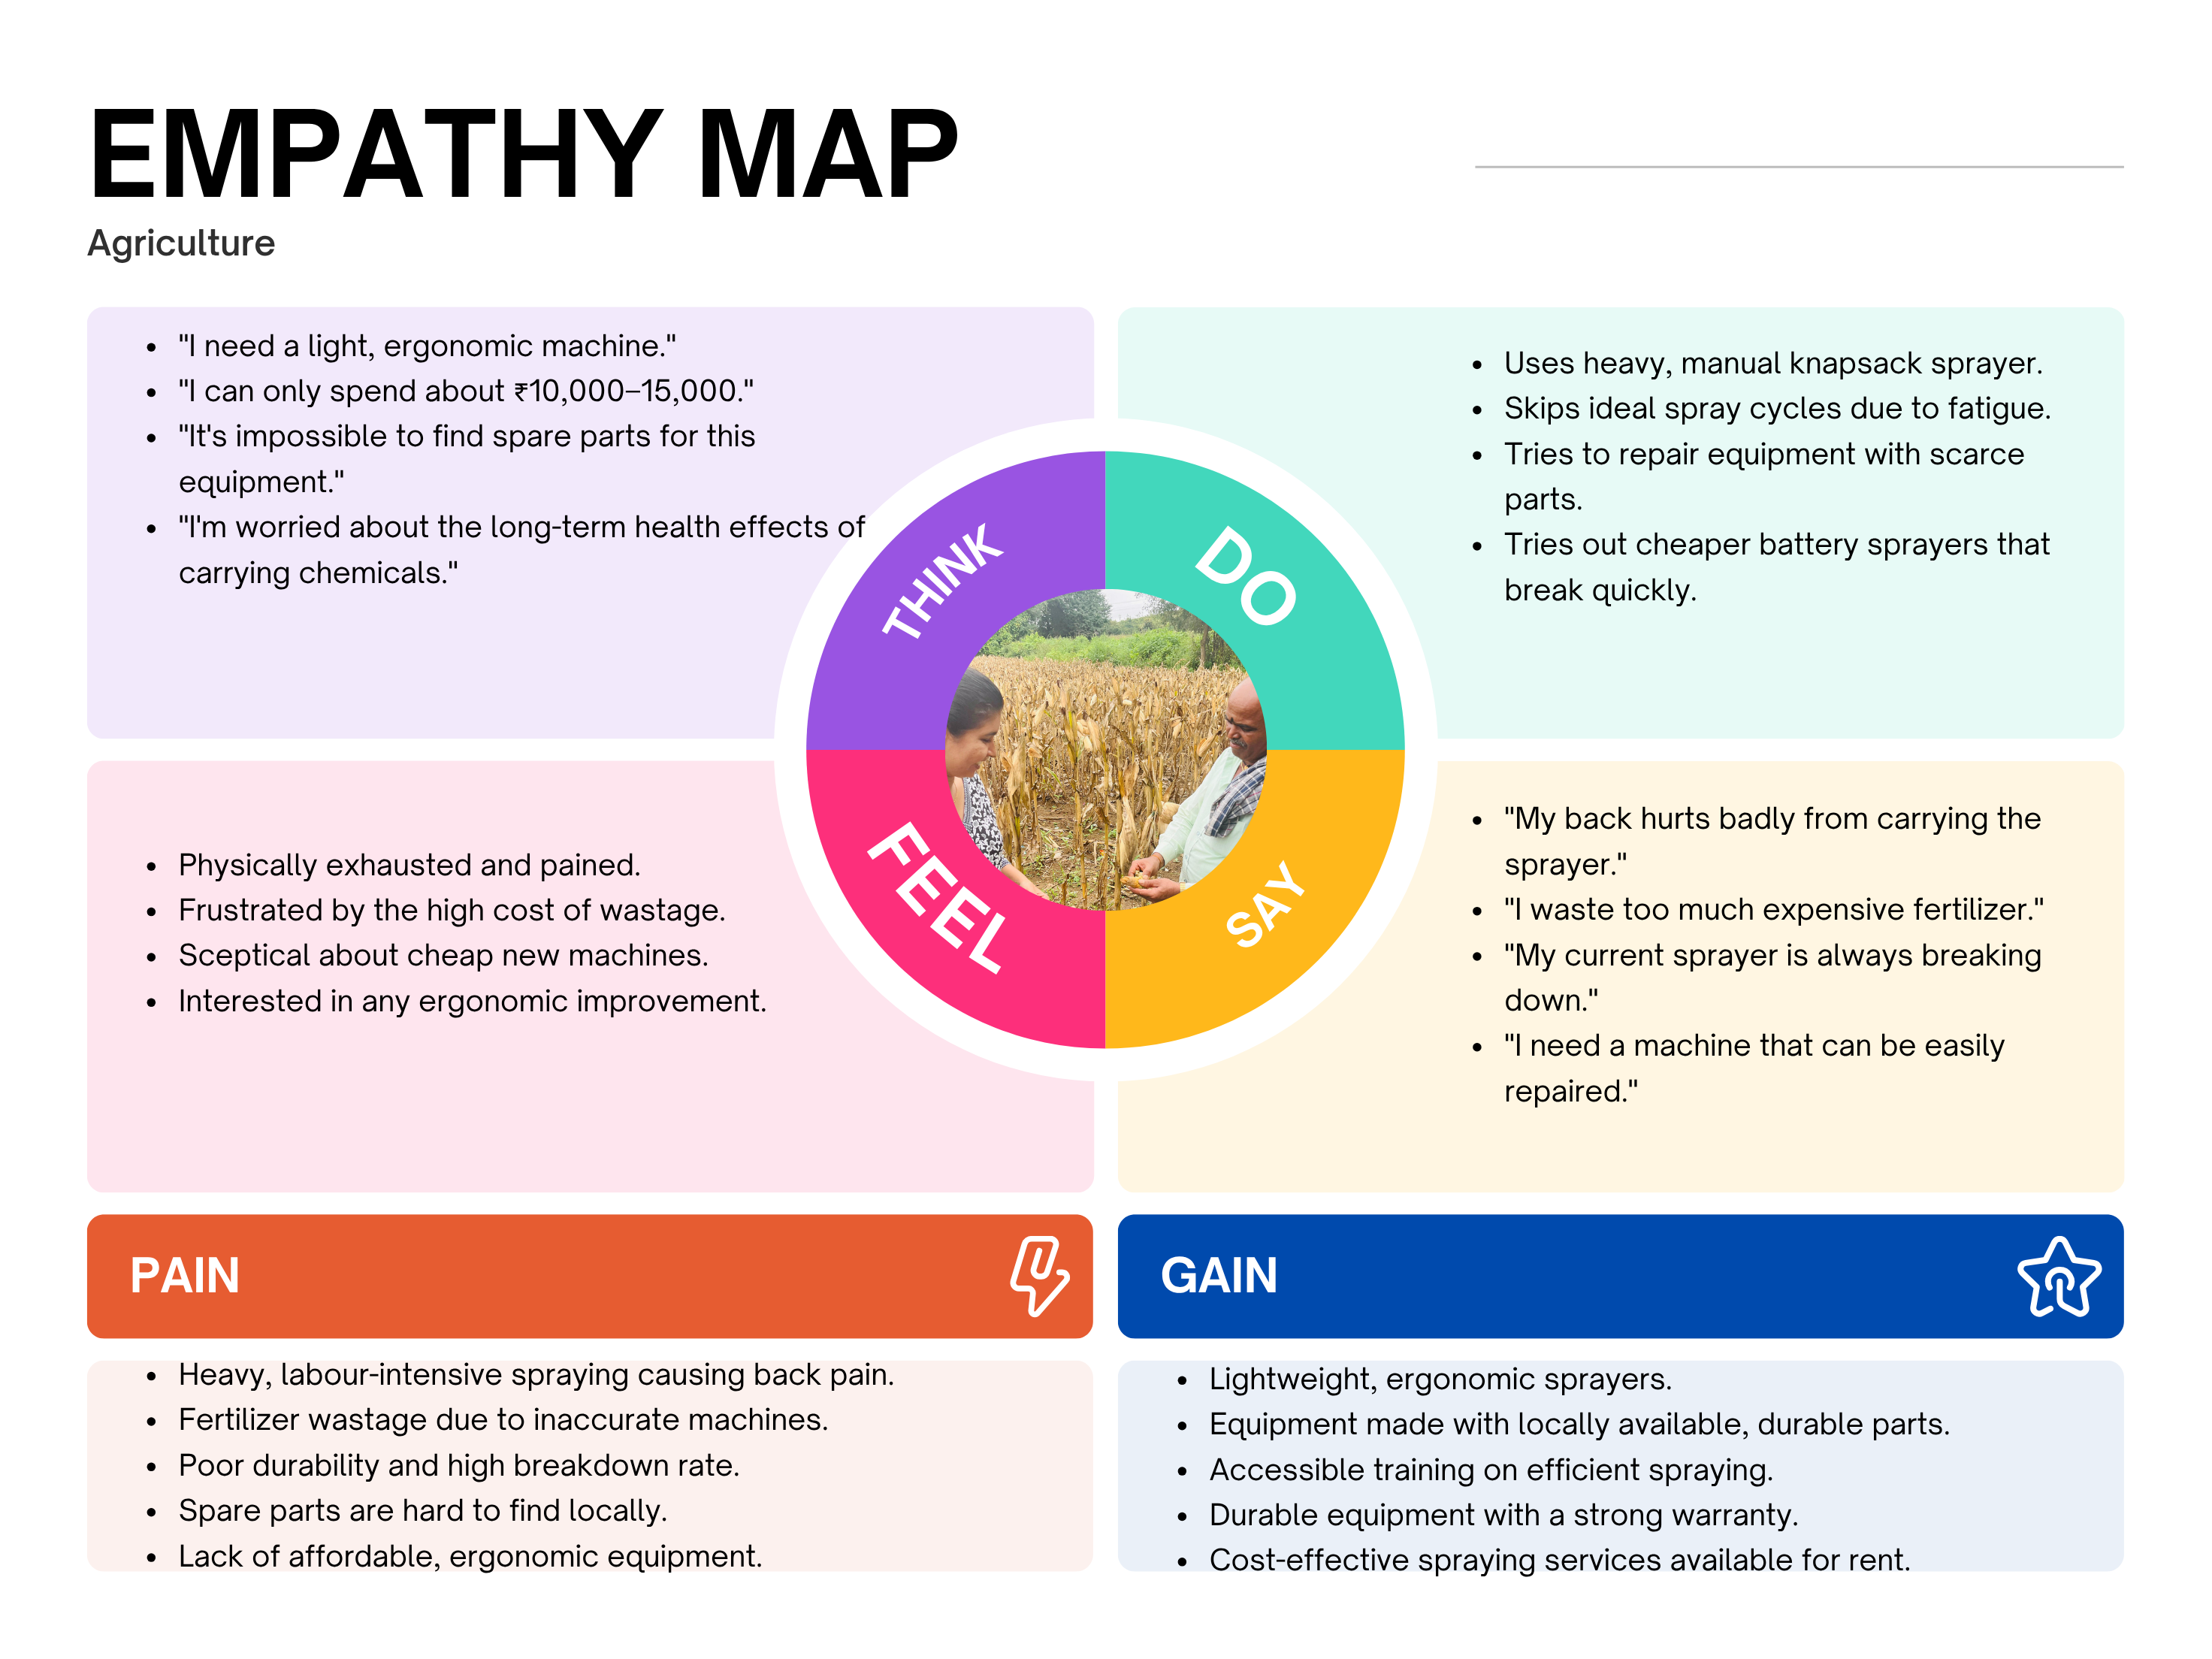 EMPATHY MAP
Agriculture
• "I need a light, ergonomic machine."
• "I can only spend about ₹10,000–15,000."
• "It's impossible to find spare parts for this
equipment."
• "I'm worried about the long-term health effects of
carrying chemicals."
• Uses heavy, manual knapsack sprayer.
• Skips ideal spray cycles due to fatigue.
• Tries to repair equipment with scarce
parts.
• Tries out cheaper battery sprayers that
break quickly.
THINK
DO
FEEL
SAY
• Physically exhausted and pained.
• Frustrated by the high cost of wastage.
• Sceptical about cheap new machines.
• Interested in any ergonomic improvement.
• "My back hurts badly from carrying the
sprayer."
• "I waste too much expensive fertilizer."
• "My current sprayer is always breaking
down."
• "I need a machine that can be easily
repaired."
PAIN
• Heavy, labour-intensive spraying causing back pain.
• Fertilizer wastage due to inaccurate machines.
• Poor durability and high breakdown rate.
• Spare parts are hard to find locally.
• Lack of affordable, ergonomic equipment.
GAIN
• Lightweight, ergonomic sprayers.
• Equipment made with locally available, durable parts.
• Accessible training on efficient spraying.
• Durable equipment with a strong warranty.
• Cost-effective spraying services available for rent.